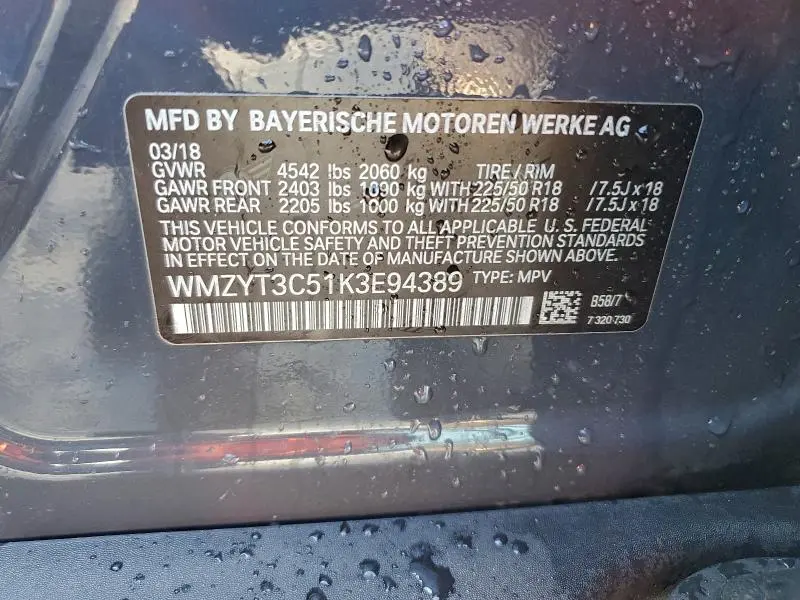 MFD BY BAYERISCHE MOTOREN WERKE AG
03/18
GVWR 4542 lbs 2060 kg TIRE / RIM
GAWR FRONT 2403 lbs 1090 kg WITH 225/50 R18 /7.5J x 18
GAWR REAR 2205 lbs 1000 kg WITH 225/50 R18 /7.5J x 18
THIS VEHICLE CONFORMS TO ALL APPLICABLE U. S. FEDERAL
MOTOR VEHICLE SAFETY AND THEFT PREVENTION STANDARDS
IN EFFECT ON THE DATE OF MANUFACTURE SHOWN ABOVE.
WMZYT3C51K3E94389 TYPE: MPV
B58/7
7 320 730